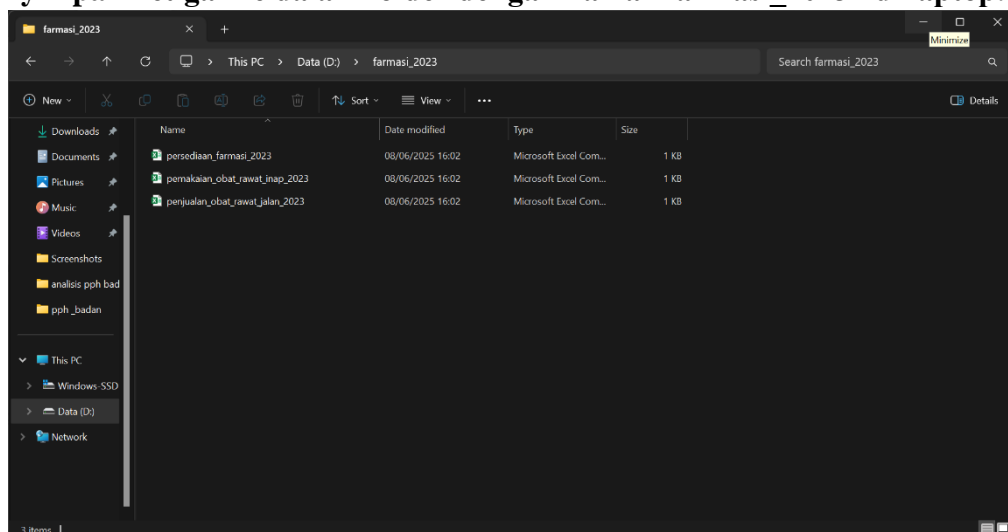 farmasi_2023
Minimize
This PC > Data (D:) > farmasi_2023
Search farmasi_2023
New
Sort
View
Details
Downloads
Documents
Pictures
Music
Videos
Screenshots
analisis pph bad
pph _badan
This PC
Windows-SSD
Data (D:)
Network
Name Date modified Type Size
persediaan_farmasi_2023 08/06/2025 16:02 Microsoft Excel Com... 1 KB
pemakaian_obat_rawat_inap_2023 08/06/2025 16:02 Microsoft Excel Com... 1 KB
penjualan_obat_rawat_jalan_2023 08/06/2025 16:02 Microsoft Excel Com... 1 KB
3 items